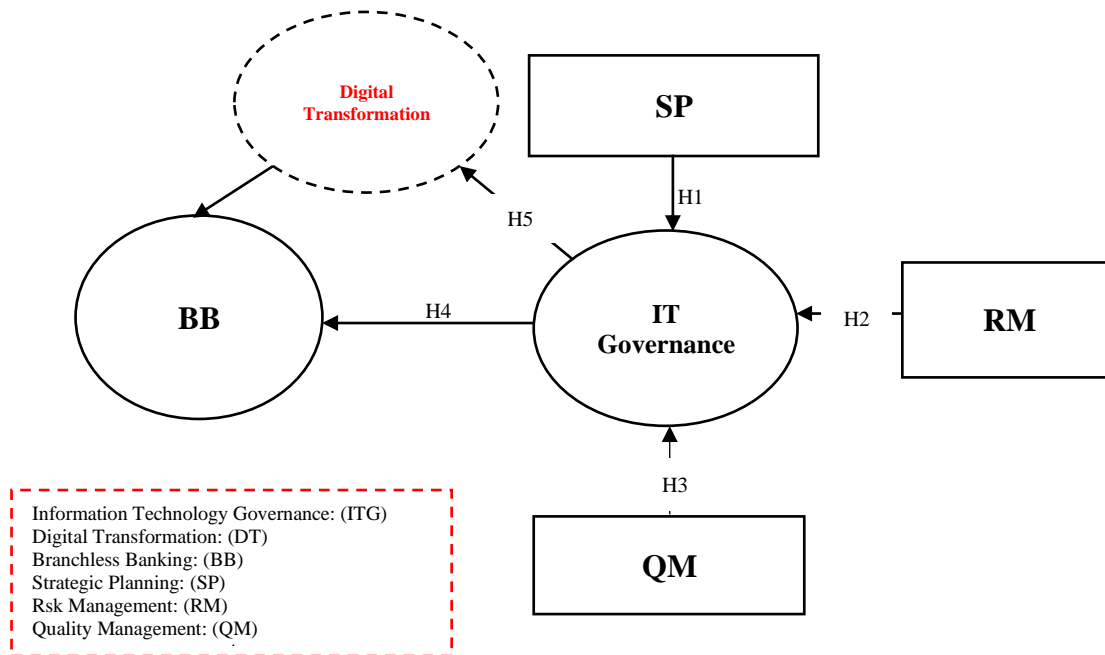 Digital
Transformation
SP
H1
H5
BB
H4
IT
Governance
H2
RM
H3
QM
Information Technology Governance: (ITG)
Digital Transformation: (DT)
Branchless Banking: (BB)
Strategic Planning: (SP)
Rsk Management: (RM)
Quality Management: (QM)